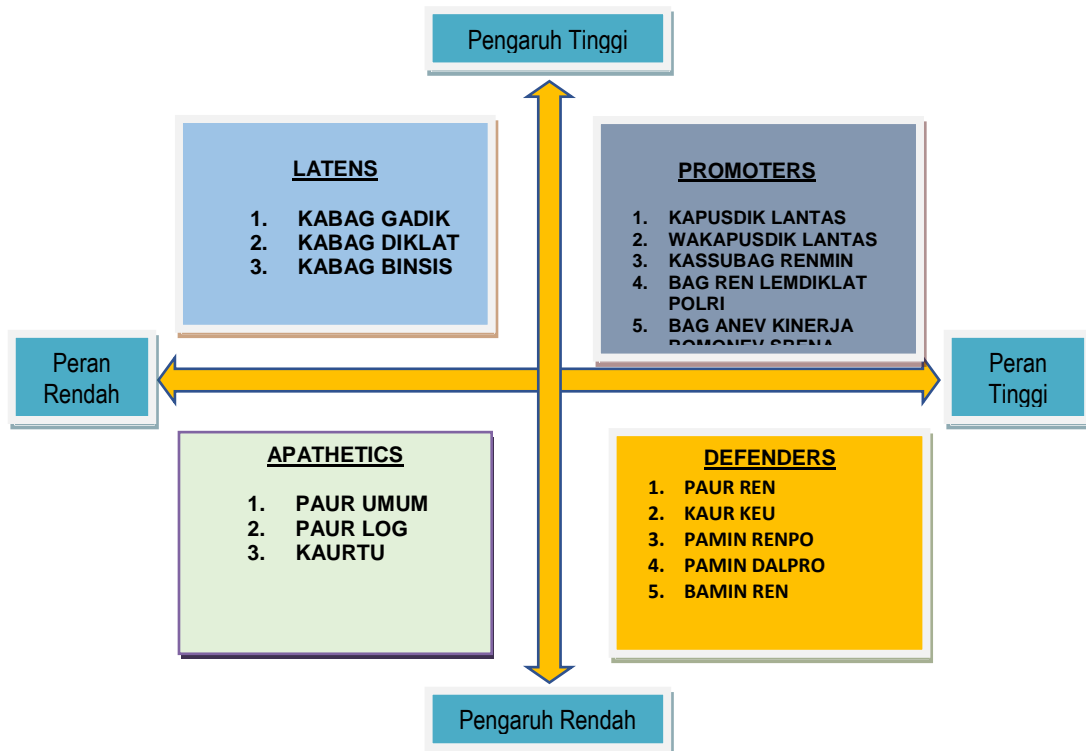 Pengaruh Tinggi
LATENS
1. KABAG GADIK
2. KABAG DIKLAT
3. KABAG BINSIS
PROMOTERS
1. KAPUSDIK LANTAS
2. WAKAPUSDIK LANTAS
3. KASSUBAG RENMIN
4. BAG REN LEMDIKLAT
POLRI
5. BAG ANEV KINERJA
Peran
Rendah
Peran
Tinggi
APATHETICS
1. PAUR UMUM
2. PAUR LOG
3. KAURTU
DEFENDERS
1. PAUR REN
2. KAUR KEU
3. PAMIN RENPO
4. PAMIN DALPRO
5. BAMIN REN
Pengaruh Rendah